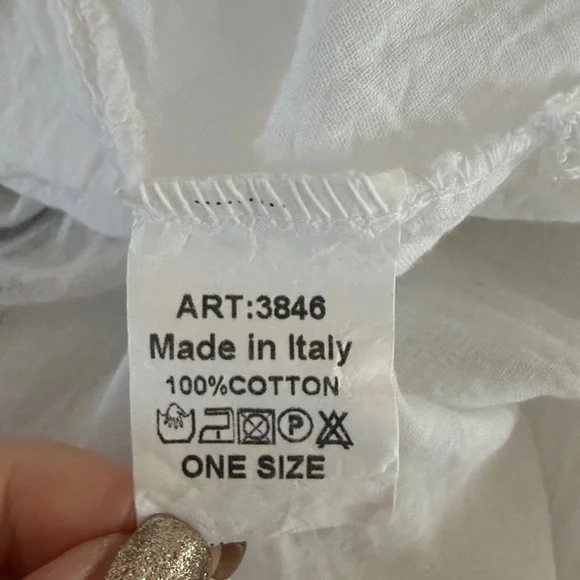 ART:3846
Made in Italy
100%COTTON
P
ONE SIZE